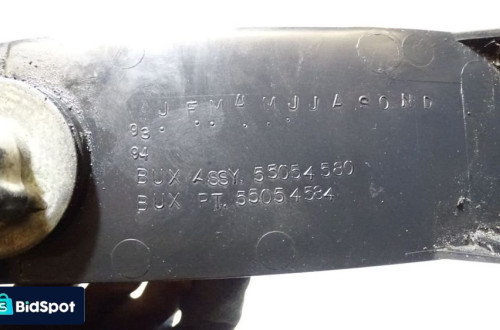 J F M A M J J A S O N D
93
94
BUX ASSY. 55054580
BUX PT. 55054584
BidSpot